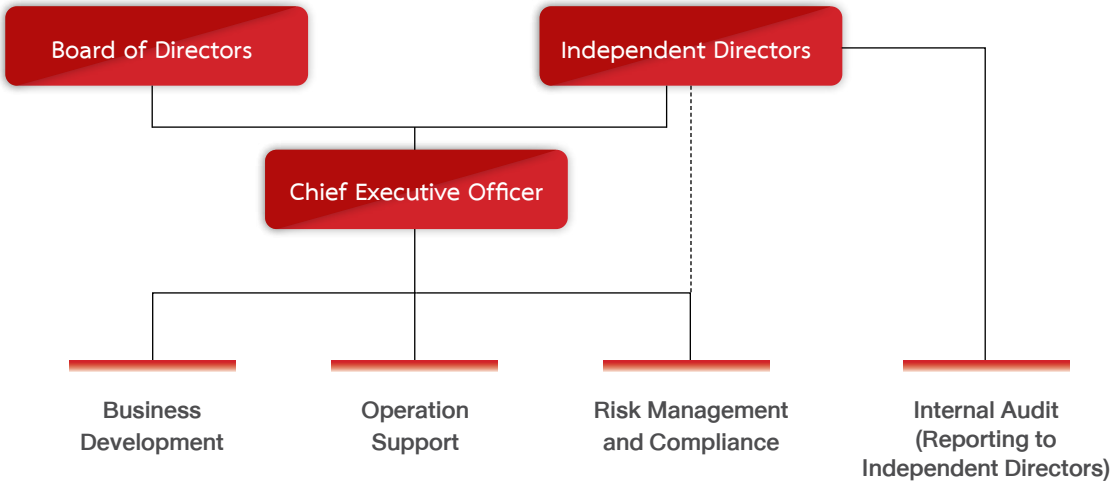 Board of Directors
Independent Directors
Chief Executive Officer
Business
Development
Operation
Support
Risk Management
and Compliance
Internal Audit
(Reporting to
Independent Directors)